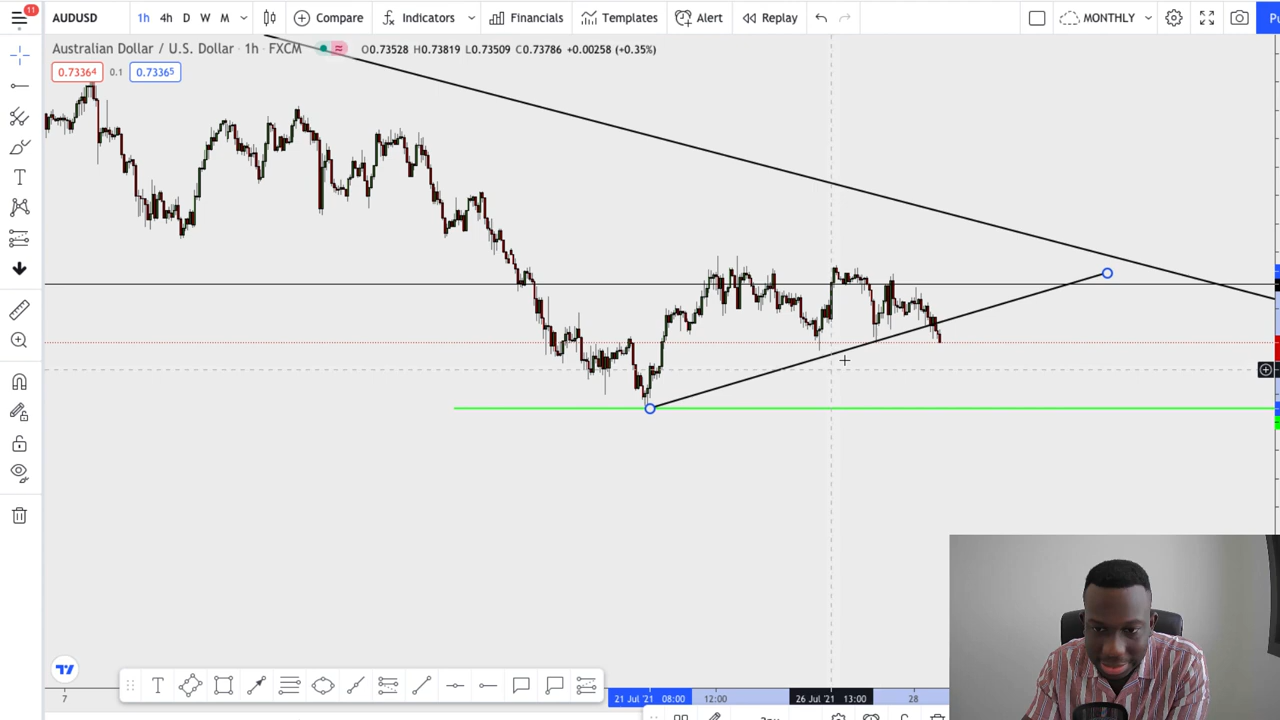 11
AUDUSD 1h 4h D W M Compare Indicators Financials Templates Alert Replay MONTHLY Pu
Australian Dollar / U.S. Dollar · 1h · FXCM ≈ O0.73528 H0.73819 L0.73509 C0.73786 +0.00258 (+0.35%)
0.73364 0.1 0.73365
T
T
7 21 Jul '21 08:00 12:00 26 Jul '21 13:00 28